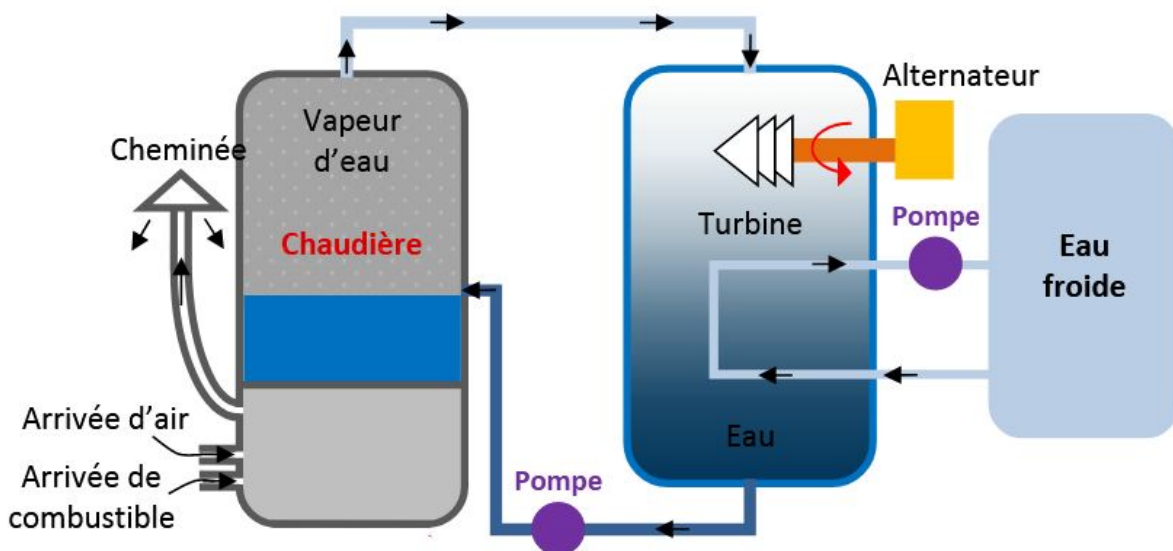 Alternateur
Vapeur
d'eau
Cheminée
Chaudière
Turbine
Pompe
Eau
froide
Arrivée d'air
Arrivée de
combustible
Eau
Pompe